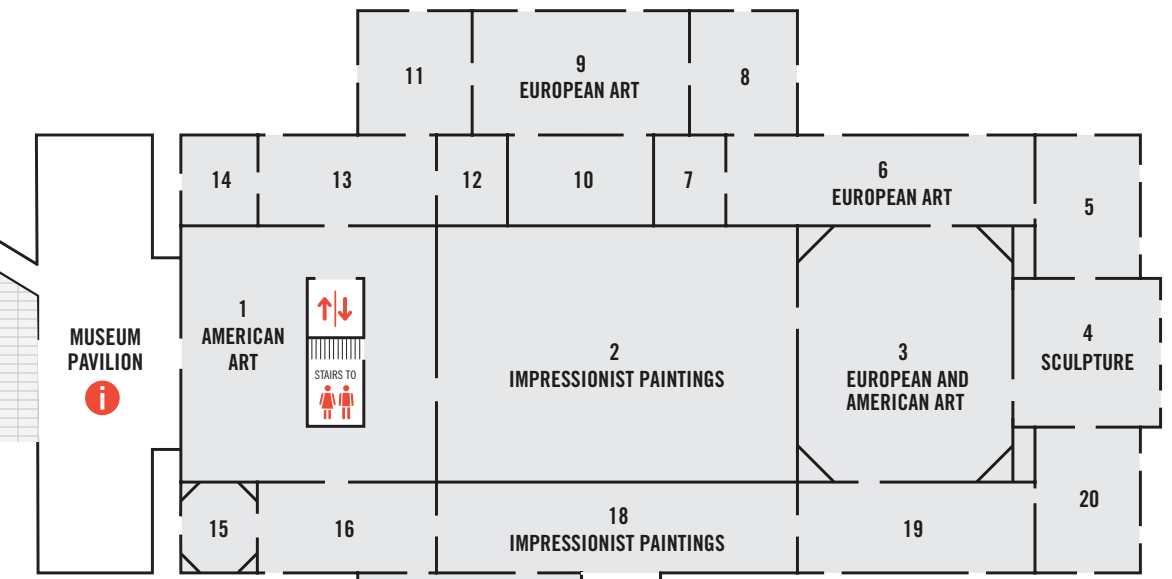 11
9
EUROPEAN ART
8
14
13
12
10
7
6
EUROPEAN ART
5
MUSEUM
PAVILION
i
1
AMERICAN
ART
STAIRS TO
2
IMPRESSIONIST PAINTINGS
3
EUROPEAN AND
AMERICAN ART
4
SCULPTURE
15
16
18
IMPRESSIONIST PAINTINGS
19
20